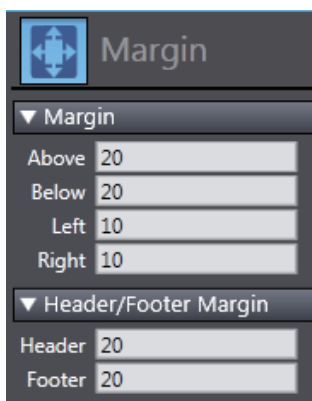 Margin
▼ Margin
Above 20
Below 20
Left 10
Right 10
▼ Header/Footer Margin
Header 20
Footer 20